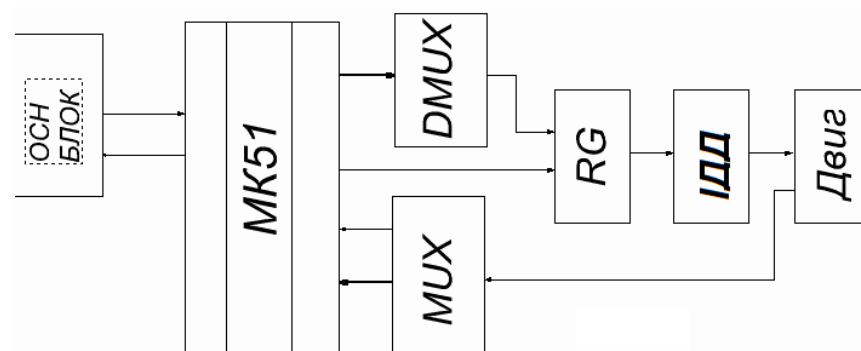 ОСН
БЛОК
МК51
DMUX
MUX
RG
ІДД
Двиг